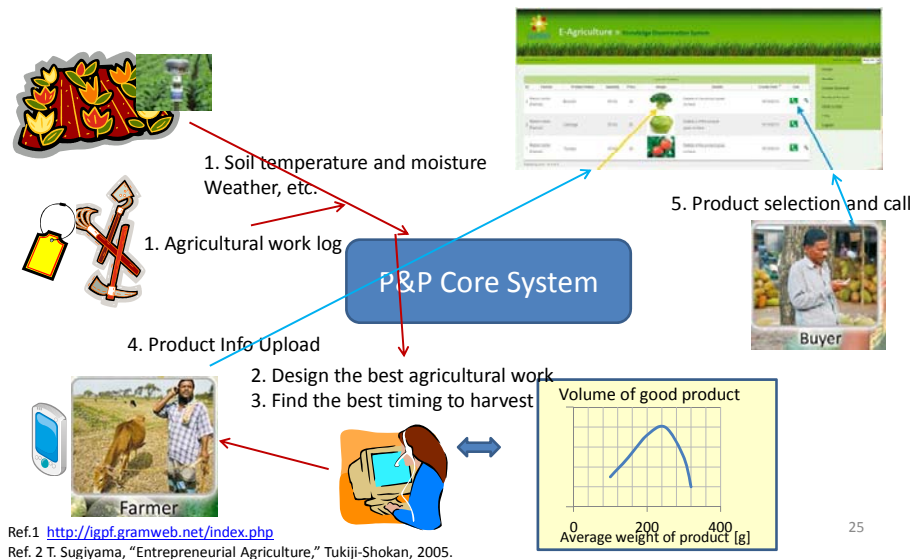 E-Agriculture »
1. Soil temperature and moisture
Weather, etc.
1. Agricultural work log
P&P Core System
5. Product selection and call
Buyer
4. Product Info Upload
2. Design the best agricultural work
3. Find the best timing to harvest
Volume of good product
0 200 400
Average weight of product [g]
Farmer
Ref.1 http://igpf.gramweb.net/index.php
Ref. 2 T. Sugiyama, “Entrepreneurial Agriculture,” Tukiji-Shokan, 2005.
25